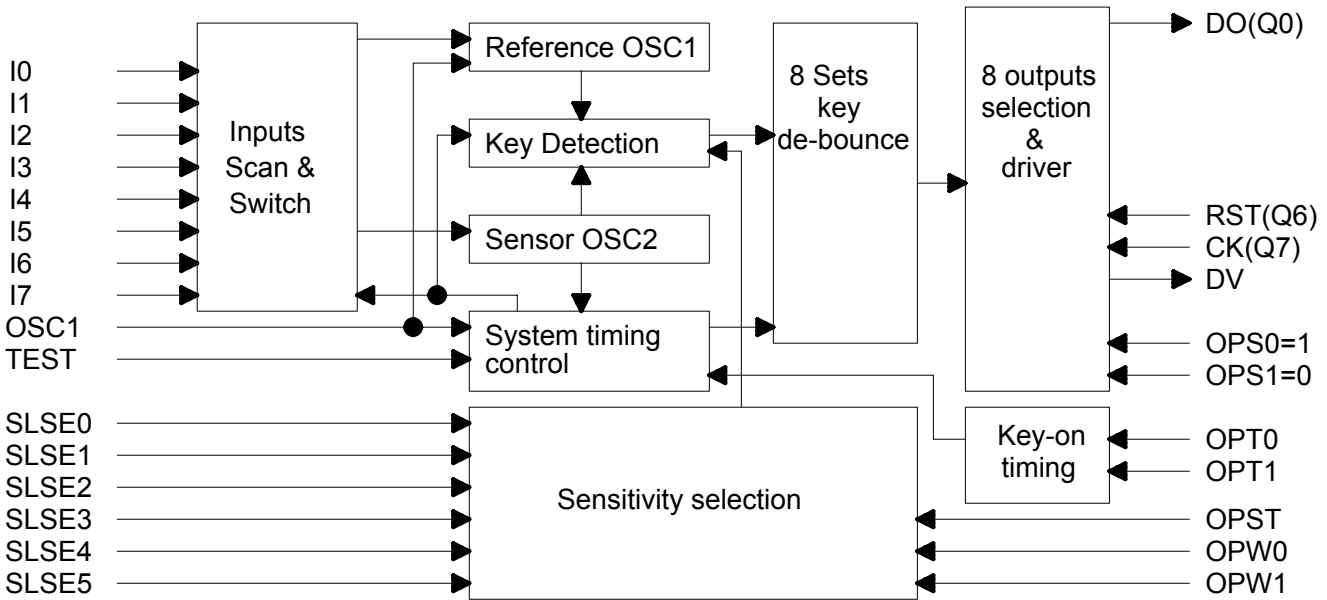 I0
I1
I2
I3
I4
I5
I6
I7
OSC1
TEST
SLSE0
SLSE1
SLSE2
SLSE3
SLSE4
SLSE5
Inputs
Scan &
Switch
Reference OSC1
Key Detection
Sensor OSC2
System timing
control
Sensitivity selection
8 Sets
key
de-bounce
8 outputs
selection
&
driver
Key-on
timing
DO(Q0)
RST(Q6)
CK(Q7)
DV
OPS0=1
OPS1=0
OPT0
OPT1
OPST
OPW0
OPW1